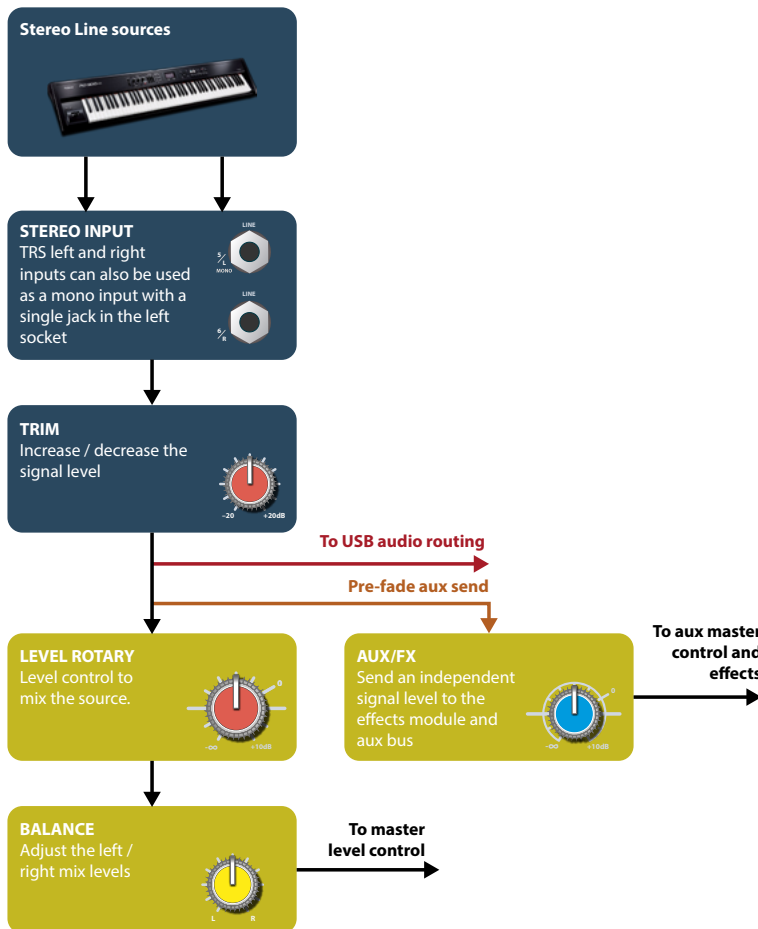 Stereo Line sources
STEREO INPUT
TRS left and right
inputs can also be used
as a mono input with a
single jack in the left
socket
LINE
5/L
MONO
LINE
6/R
TRIM
Increase / decrease the
signal level
–20 +20dB
To USB audio routing
Pre-fade aux send
LEVEL ROTARY
Level control to
mix the source.
0
–∞ +10dB
AUX/FX
Send an independent
signal level to the
effects module and
aux bus
0
–∞ +10dB
To aux master
control and
effects
BALANCE
Adjust the left /
right mix levels
L R
To master
level control